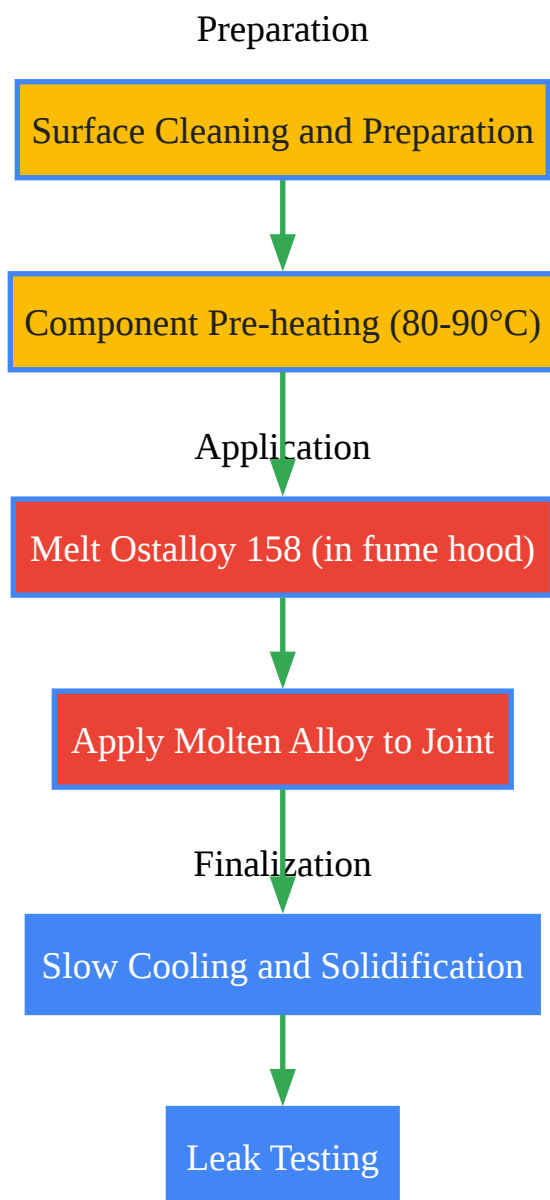 Preparation
Surface Cleaning and Preparation
Component Pre-heating (80-90°C)
Application
Melt Ostalloy 158 (in fume hood)
Apply Molten Alloy to Joint
Finalization
Slow Cooling and Solidification
Leak Testing